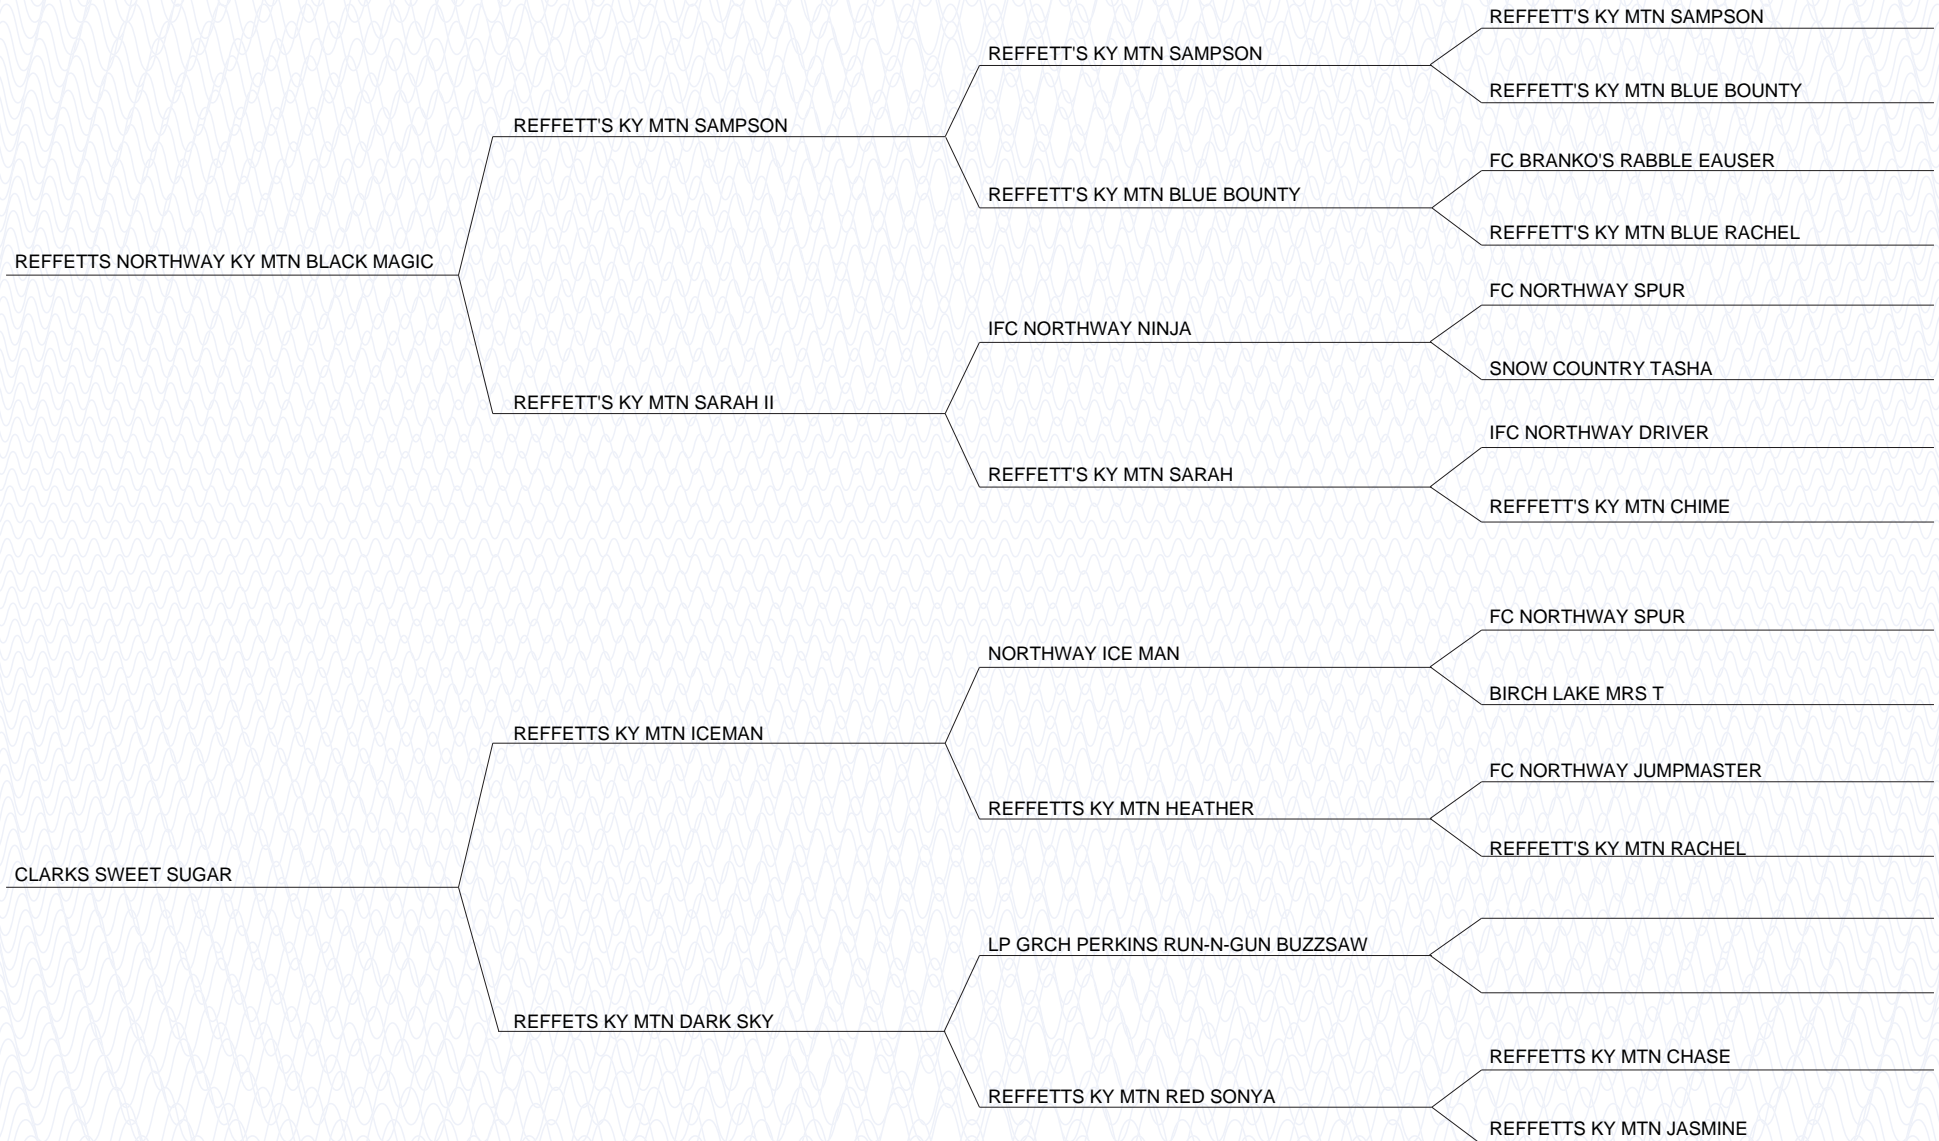 REFFETT'S KY MTN SAMPSON
REFFETT'S KY MTN SAMPSON
REFFETT'S KY MTN BLUE BOUNTY
REFFETT'S KY MTN SAMPSON
FC BRANKO'S RABBLE EAUSER
REFFETT'S KY MTN BLUE BOUNTY
REFFETT'S KY MTN BLUE RACHEL
REFFETTS NORTHWAY KY MTN BLACK MAGIC
FC NORTHWAY SPUR
IFC NORTHWAY NINJA
SNOW COUNTRY TASHA
REFFETT'S KY MTN SARAH II
IFC NORTHWAY DRIVER
REFFETT'S KY MTN SARAH
REFFETT'S KY MTN CHIME
FC NORTHWAY SPUR
NORTHWAY ICE MAN
BIRCH LAKE MRS T
REFFETTS KY MTN ICEMAN
FC NORTHWAY JUMPMASTER
REFFETTS KY MTN HEATHER
REFFETT'S KY MTN RACHEL
CLARKS SWEET SUGAR
LP GRCH PERKINS RUN-N-GUN BUZZSAW
REFFETS KY MTN DARK SKY
REFFETTS KY MTN CHASE
REFFETTS KY MTN RED SONYA
REFFETTS KY MTN JASMINE